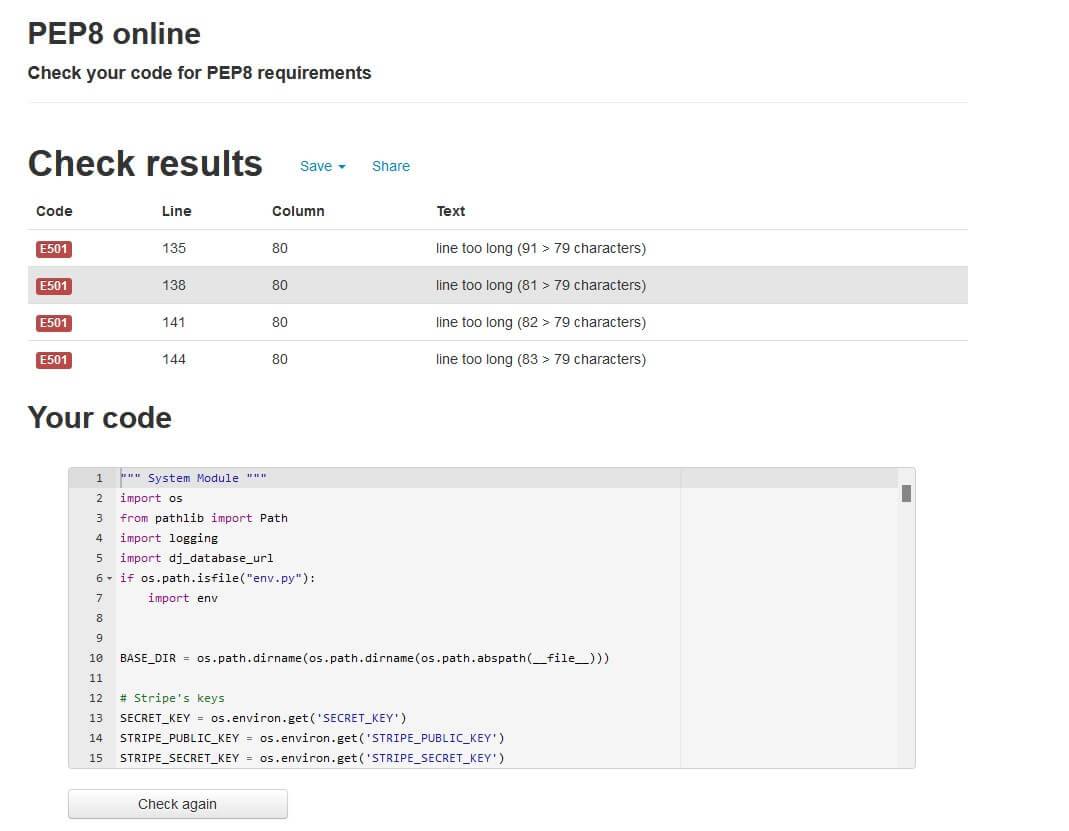 PEP8 online
Check your code for PEP8 requirements
Check results Save Share
Code Line Column Text
E501 135 80 line too long (91 > 79 characters)
E501 138 80 line too long (81 > 79 characters)
E501 141 80 line too long (82 > 79 characters)
E501 144 80 line too long (83 > 79 characters)
Your code
1 """ System Module """
2 import os
3 from pathlib import Path
4 import logging
5 import dj_database_url
6 if os.path.isfile("env.py"):
7     import env
8
9
10 BASE_DIR = os.path.dirname(os.path.dirname(os.path.abspath(__file__)))
11
12 # Stripe's keys
13 SECRET_KEY = os.environ.get('SECRET_KEY')
14 STRIPE_PUBLIC_KEY = os.environ.get('STRIPE_PUBLIC_KEY')
15 STRIPE_SECRET_KEY = os.environ.get('STRIPE_SECRET_KEY')
Check again